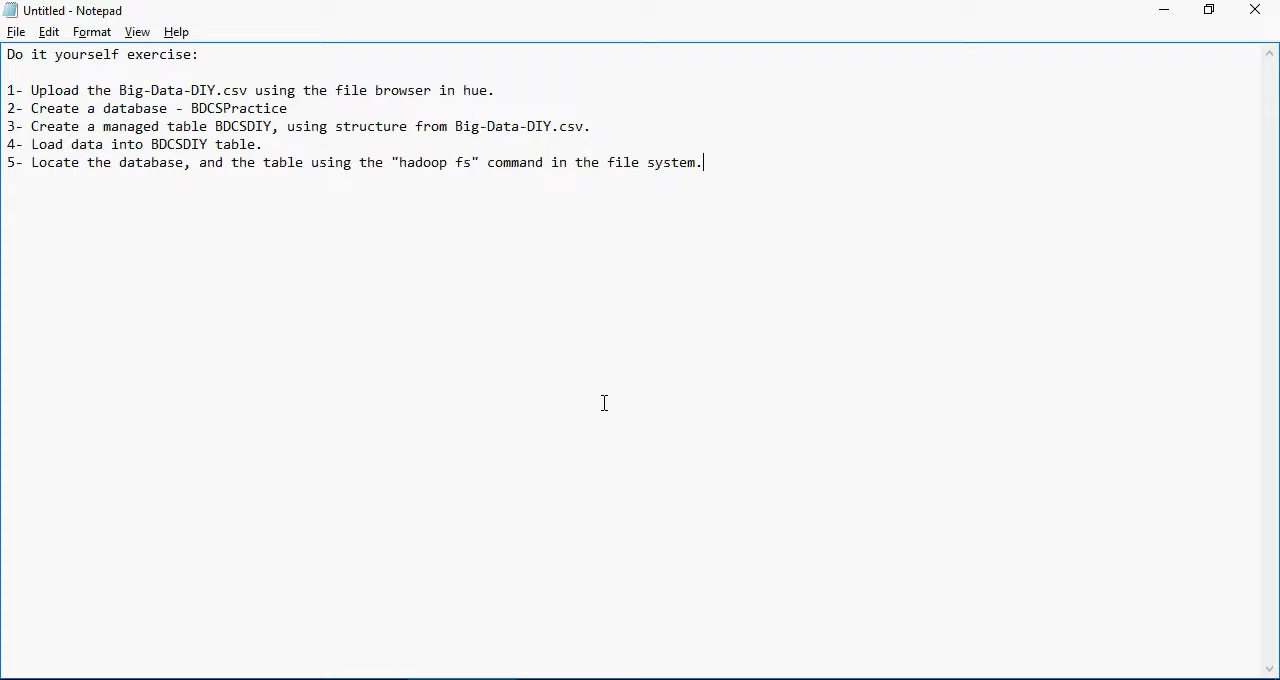 Untitled - Notepad
File Edit Format View Help
Do it yourself exercise:
1- Upload the Big-Data-DIY.csv using the file browser in hue.
2- Create a database - BDCSPractice
3- Create a managed table BDCSDIY, using structure from Big-Data-DIY.csv.
4- Load data into BDCSDIY table.
5- Locate the database, and the table using the "hadoop fs" command in the file system.